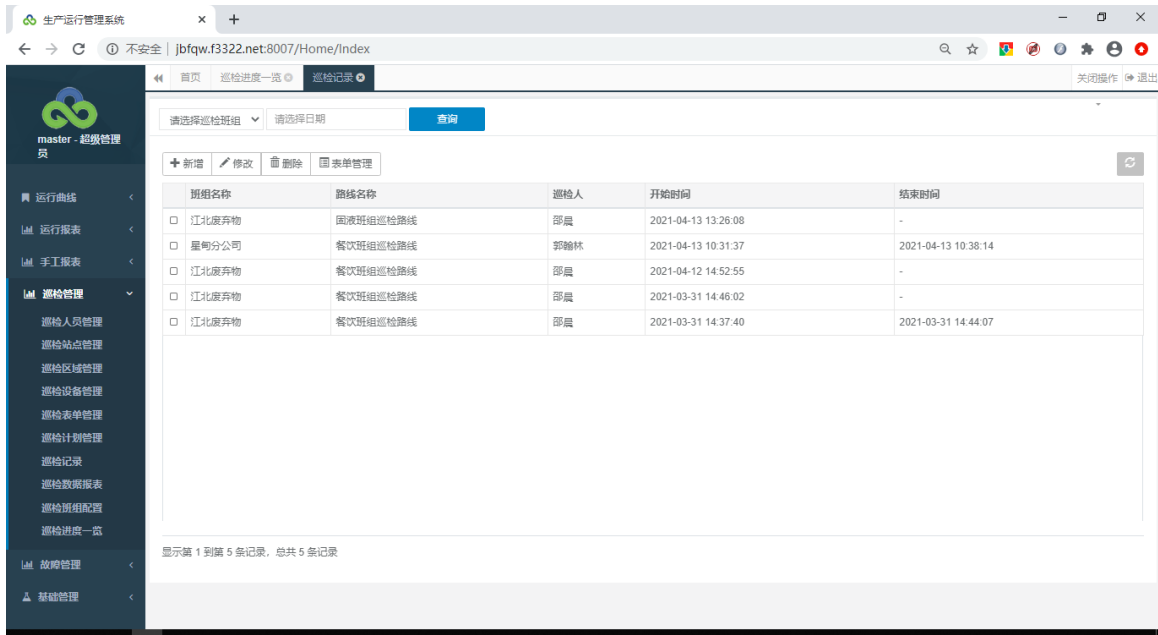 生产运行管理系统
不安全 | jbfqw.f3322.net:8007/Home/Index
首页 巡检进度一览 巡检记录 关闭操作 退出
master - 超级管理
员
请选择巡检班组 请选择日期 查询
新增 修改 删除 表单管理
班组名称 路线名称 巡检人 开始时间 结束时间
江北废弃物 固液班组巡检路线 邵晨 2021-04-13 13:26:08 -
星甸分公司 餐饮班组巡检路线 郭翰林 2021-04-13 10:31:37 2021-04-13 10:38:14
江北废弃物 餐饮班组巡检路线 邵晨 2021-04-12 14:52:55 -
江北废弃物 餐饮班组巡检路线 邵晨 2021-03-31 14:46:02 -
江北废弃物 餐饮班组巡检路线 邵晨 2021-03-31 14:37:40 2021-03-31 14:44:07
显示第 1 到第 5 条记录，总共 5 条记录
运行曲线
运行报表
手工报表
巡检管理
巡检人员管理
巡检站点管理
巡检区域管理
巡检设备管理
巡检表单管理
巡检计划管理
巡检记录
巡检数据报表
巡检班组配置
巡检进度一览
故障管理
基础管理